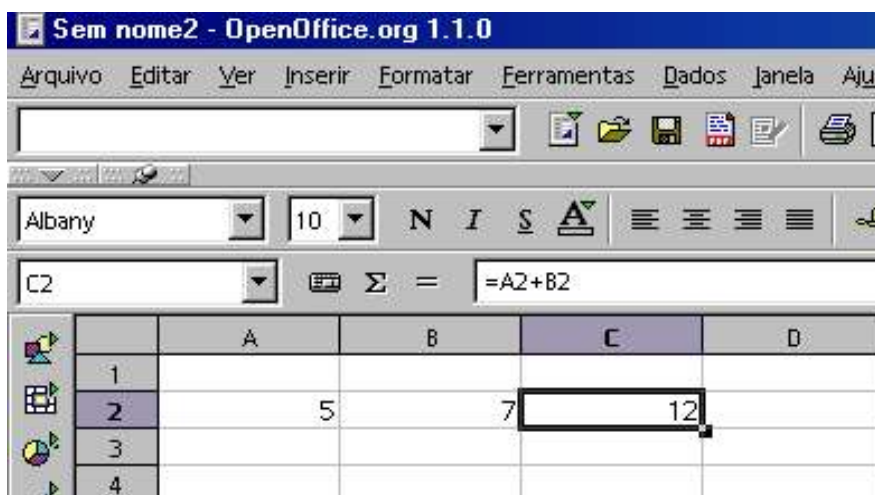 Sem nome2 - OpenOffice.org 1.1.0
Arquivo Editar Ver Inserir Formatar Ferramentas Dados Janela Aju
Albany 10 N I S A
C2 Σ = =A2+B2
A B C D
1
2 5 7 12
3
4